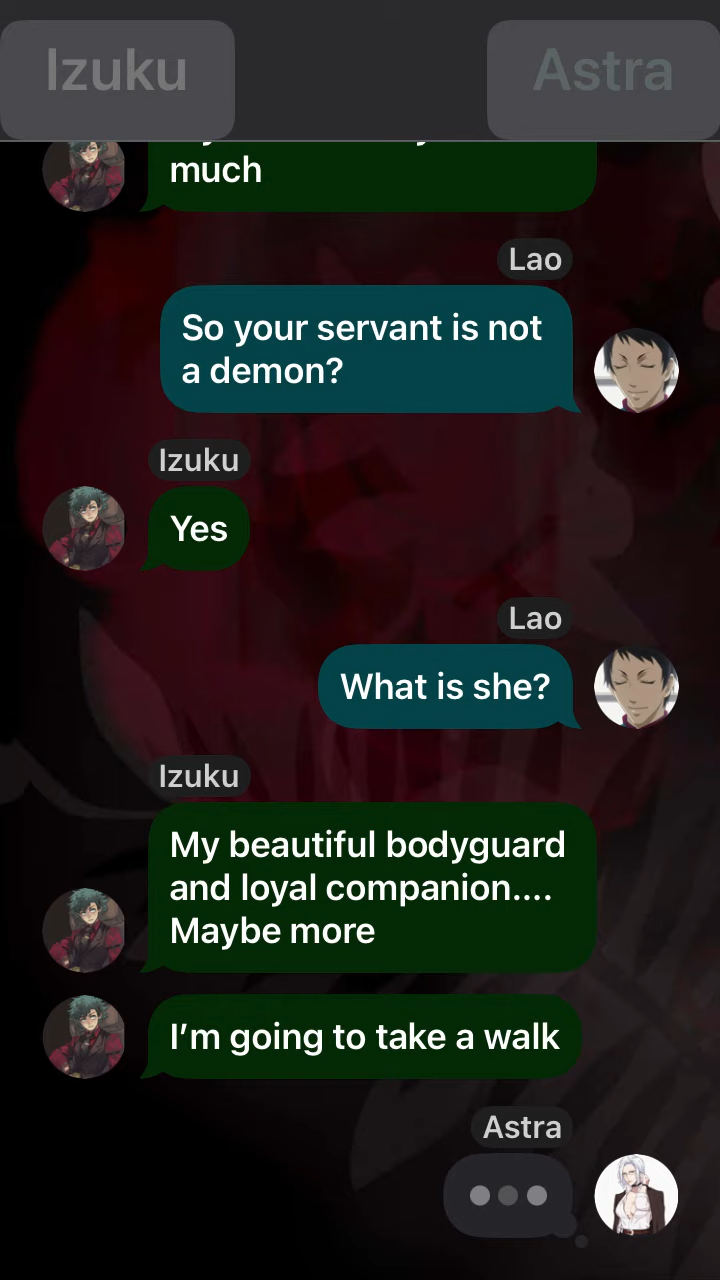 Izuku
Astra
much
Lao
So your servant is not
a demon?
Izuku
Yes
Lao
What is she?
Izuku
My beautiful bodyguard
and loyal companion....
Maybe more
I’m going to take a walk
Astra